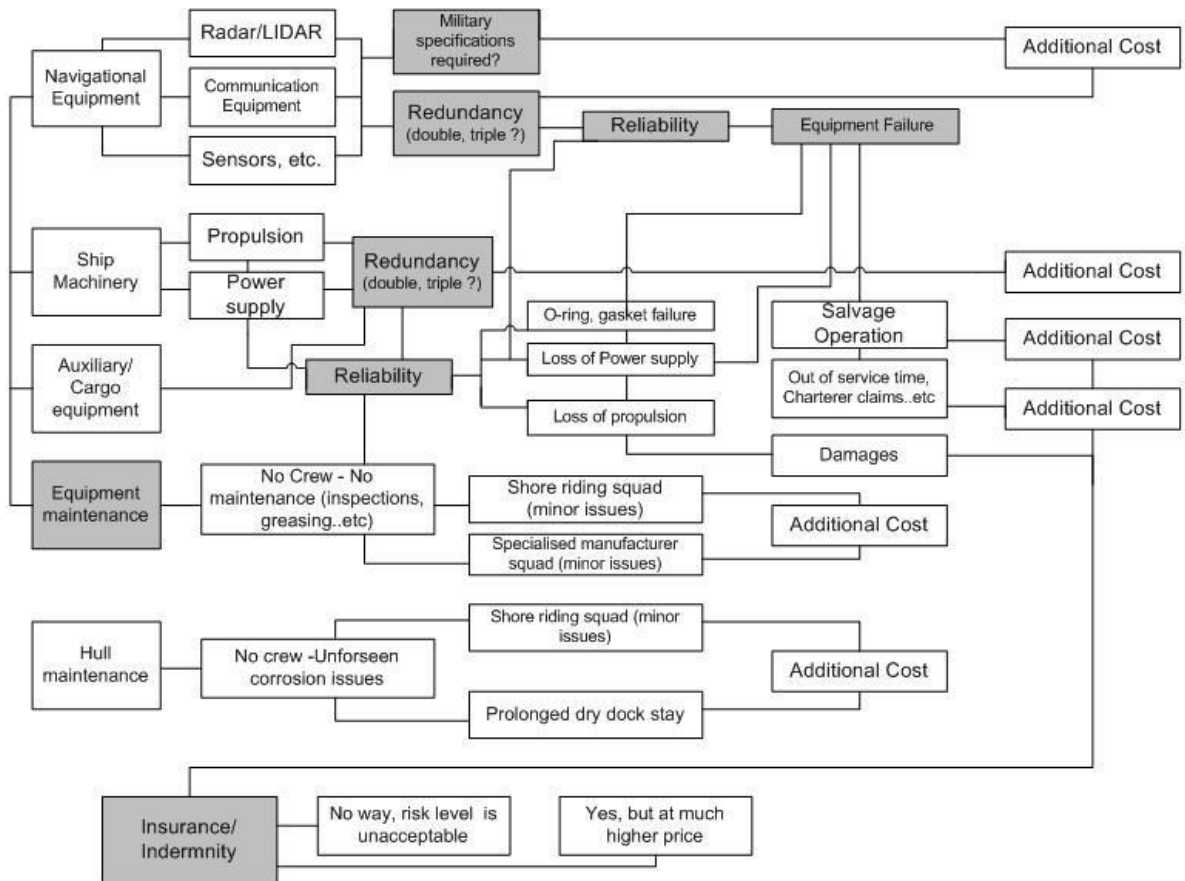 Radar/LIDAR
Military
specifications
required?
Additional Cost
Navigational
Equipment
Communication
Equipment
Redundancy
(double, triple ?)
Reliability
Equipment Failure
Sensors, etc.
Ship
Machinery
Propulsion
Redundancy
(double, triple ?)
Additional Cost
Power
supply
O-ring, gasket failure
Salvage
Operation
Additional Cost
Auxiliary/
Cargo
equipment
Reliability
Loss of Power supply
Out of service time,
Charterer claims..etc
Additional Cost
Loss of propulsion
Damages
Equipment
maintenance
No Crew - No
maintenance (inspections,
greasing..etc)
Shore riding squad
(minor issues)
Additional Cost
Specialised manufacturer
squad (minor issues)
Hull
maintenance
No crew -Unforseen
corrosion issues
Shore riding squad (minor
issues)
Additional Cost
Prolonged dry dock stay
Insurance/
Indermnity
No way, risk level is
unacceptable
Yes, but at much
higher price